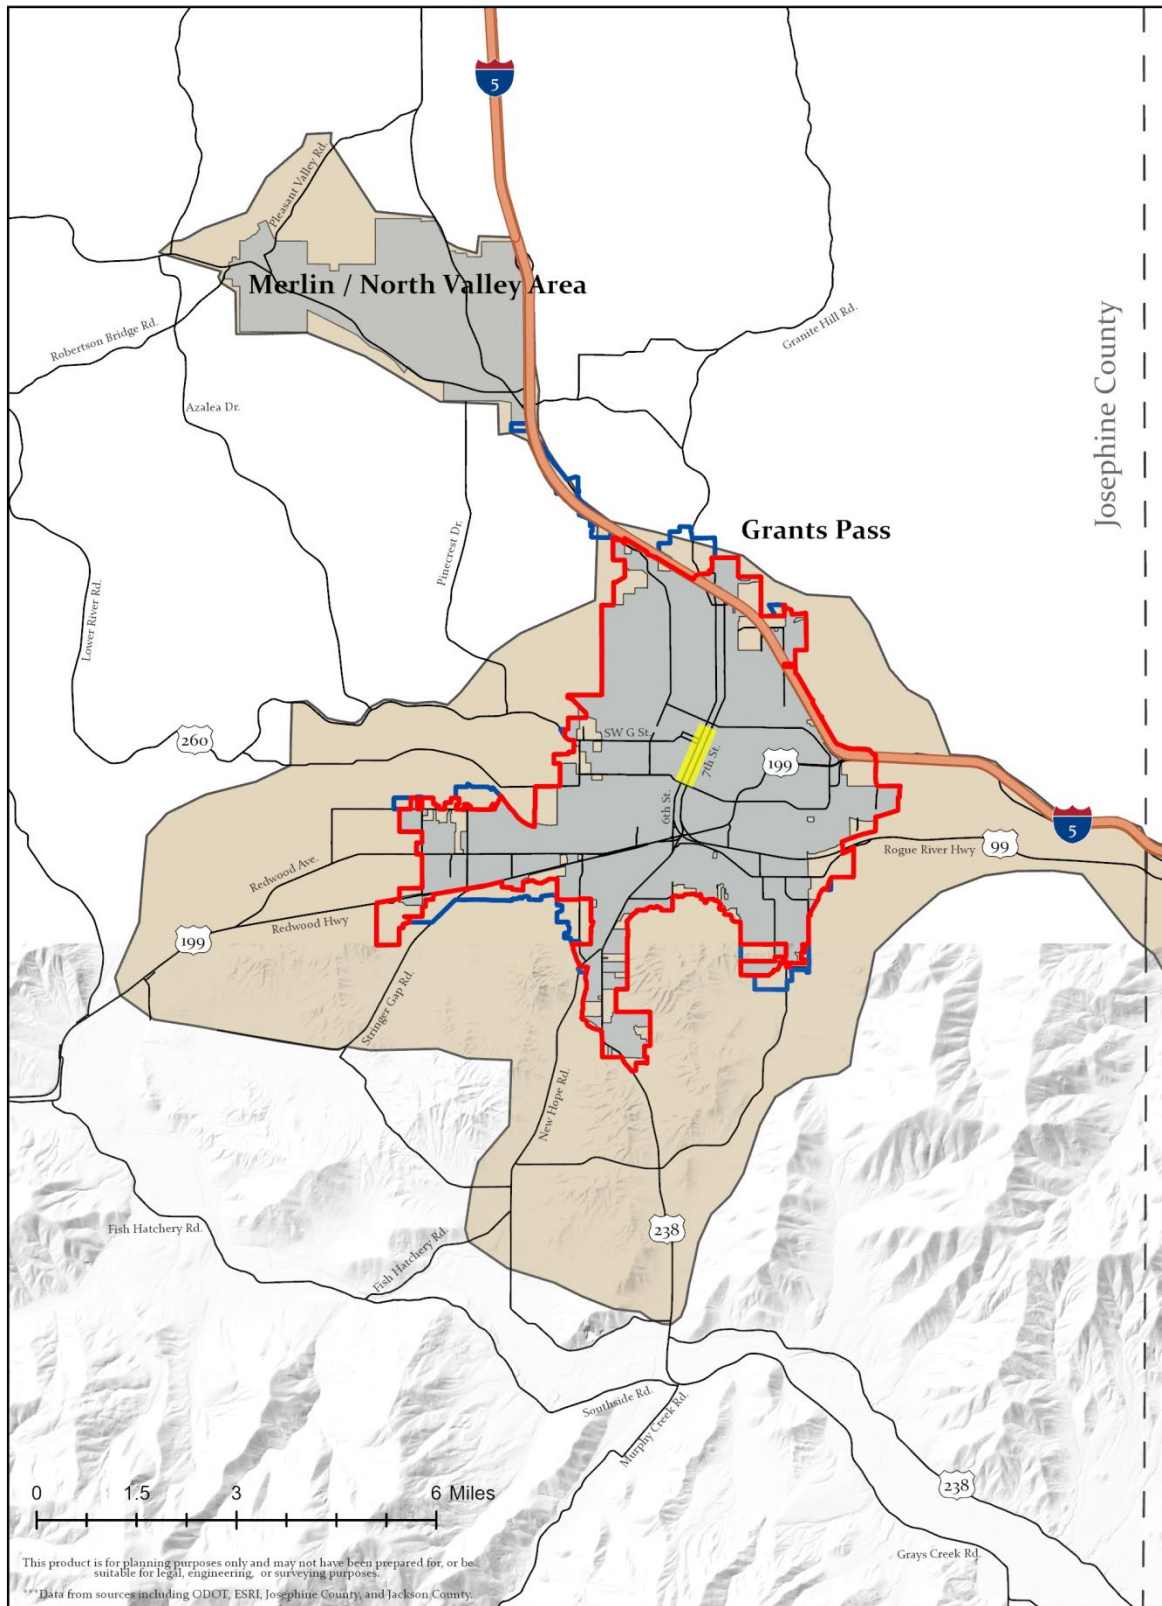 5
Pleasant Valley Rd.
Merlin / North Valley Area
Robertson Bridge Rd.
Granite Hill Rd.
Josephine County
Azalea Dr.
Pinecrest Dr.
Grants Pass
Lower River Rd.
260
SW G St.
7th St.
199
6th St.
5
Rogue River Hwy
99
Redwood Ave.
Redwood Hwy
199
Stringer Gap Rd.
New Hope Rd.
Fish Hatchery Rd.
Fish Hatchery Rd.
238
Southside Rd.
Murphy Creek Rd.
238
0 1.5 3 6 Miles
Grays Creek Rd.
This product is for planning purposes only and may not have been prepared for, or be
suitable for legal, engineering, or surveying purposes.
***Data from sources including ODOT, ESRI, Josephine County, and Jackson County.